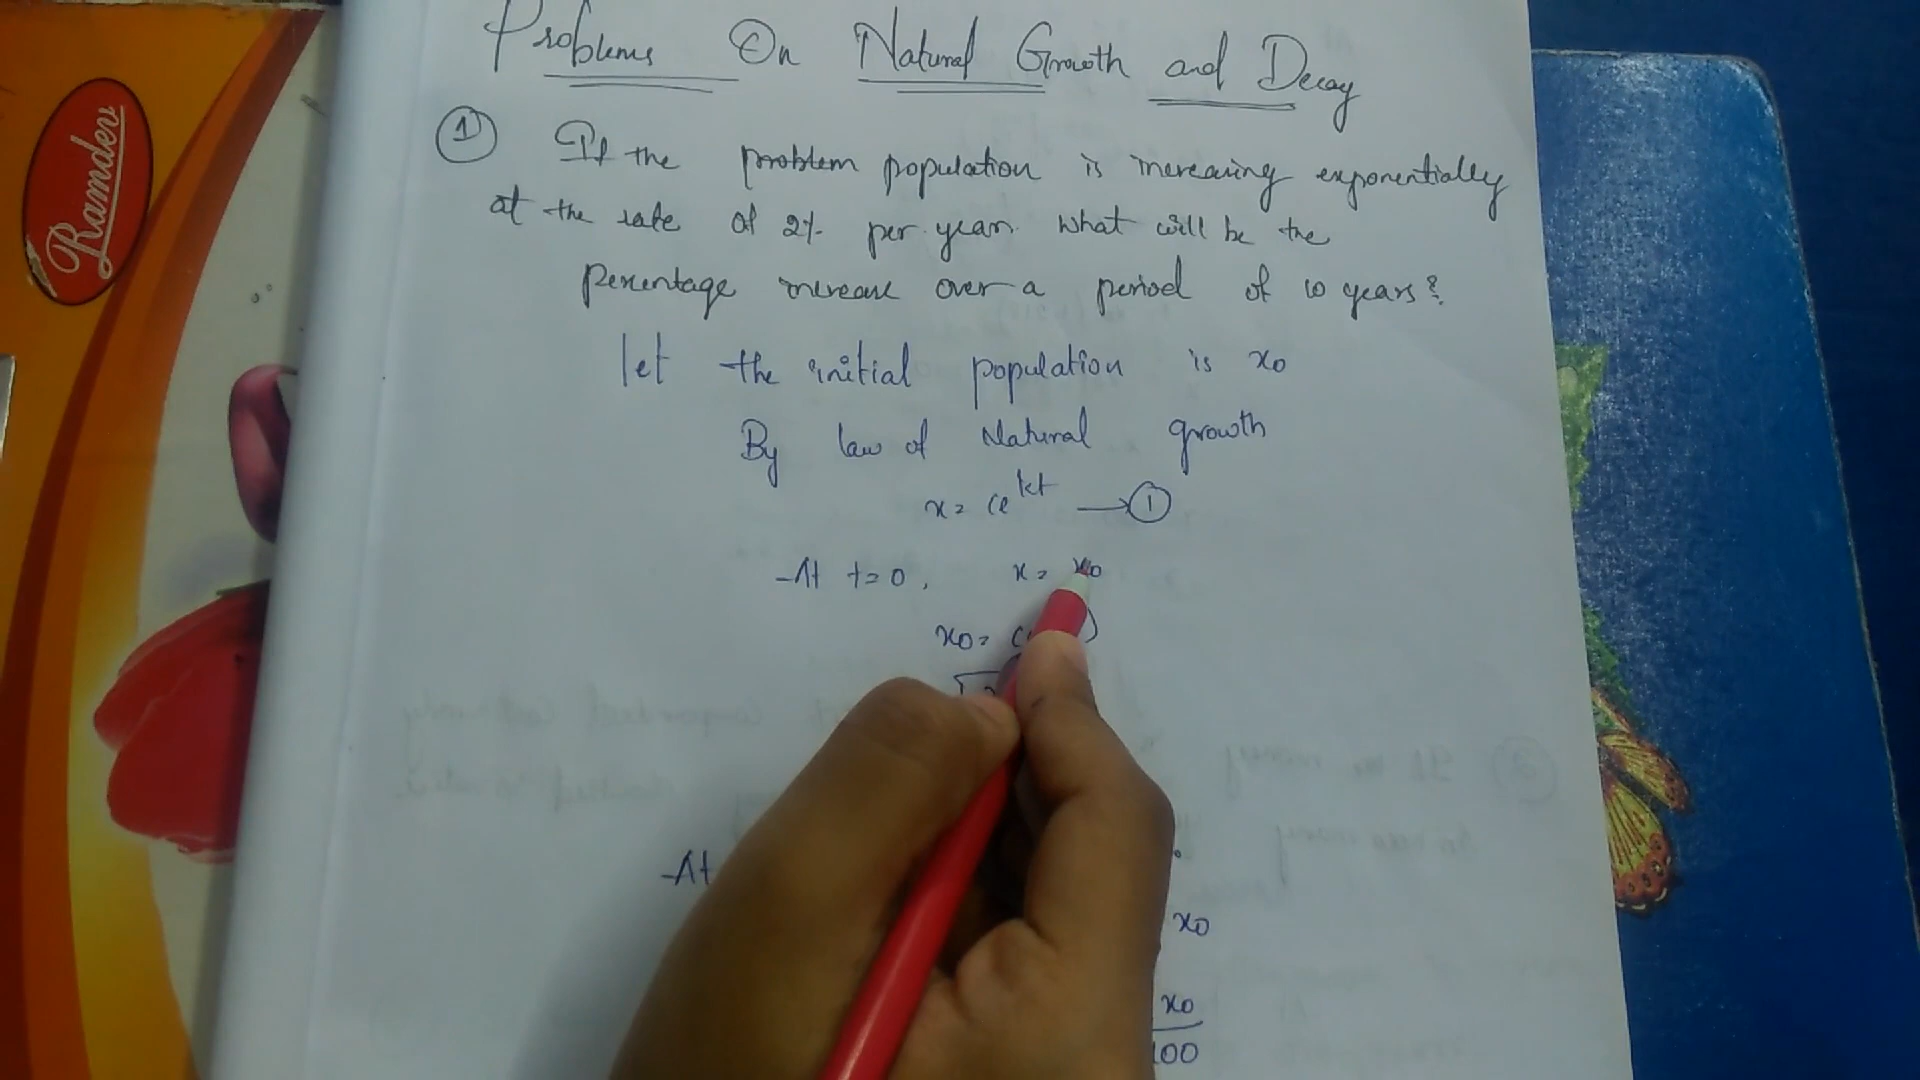 Problems On Natural Growth and Decay
① If the problem population is increasing exponentially
at the rate of 2% per year. What will be the
percentage increase over a period of 10 years?
let the initial population is x0
By law of Natural growth
x = ce^kt → ①
At t=0, x = x0
x0 =
At
x0
x0
100
Ramdev